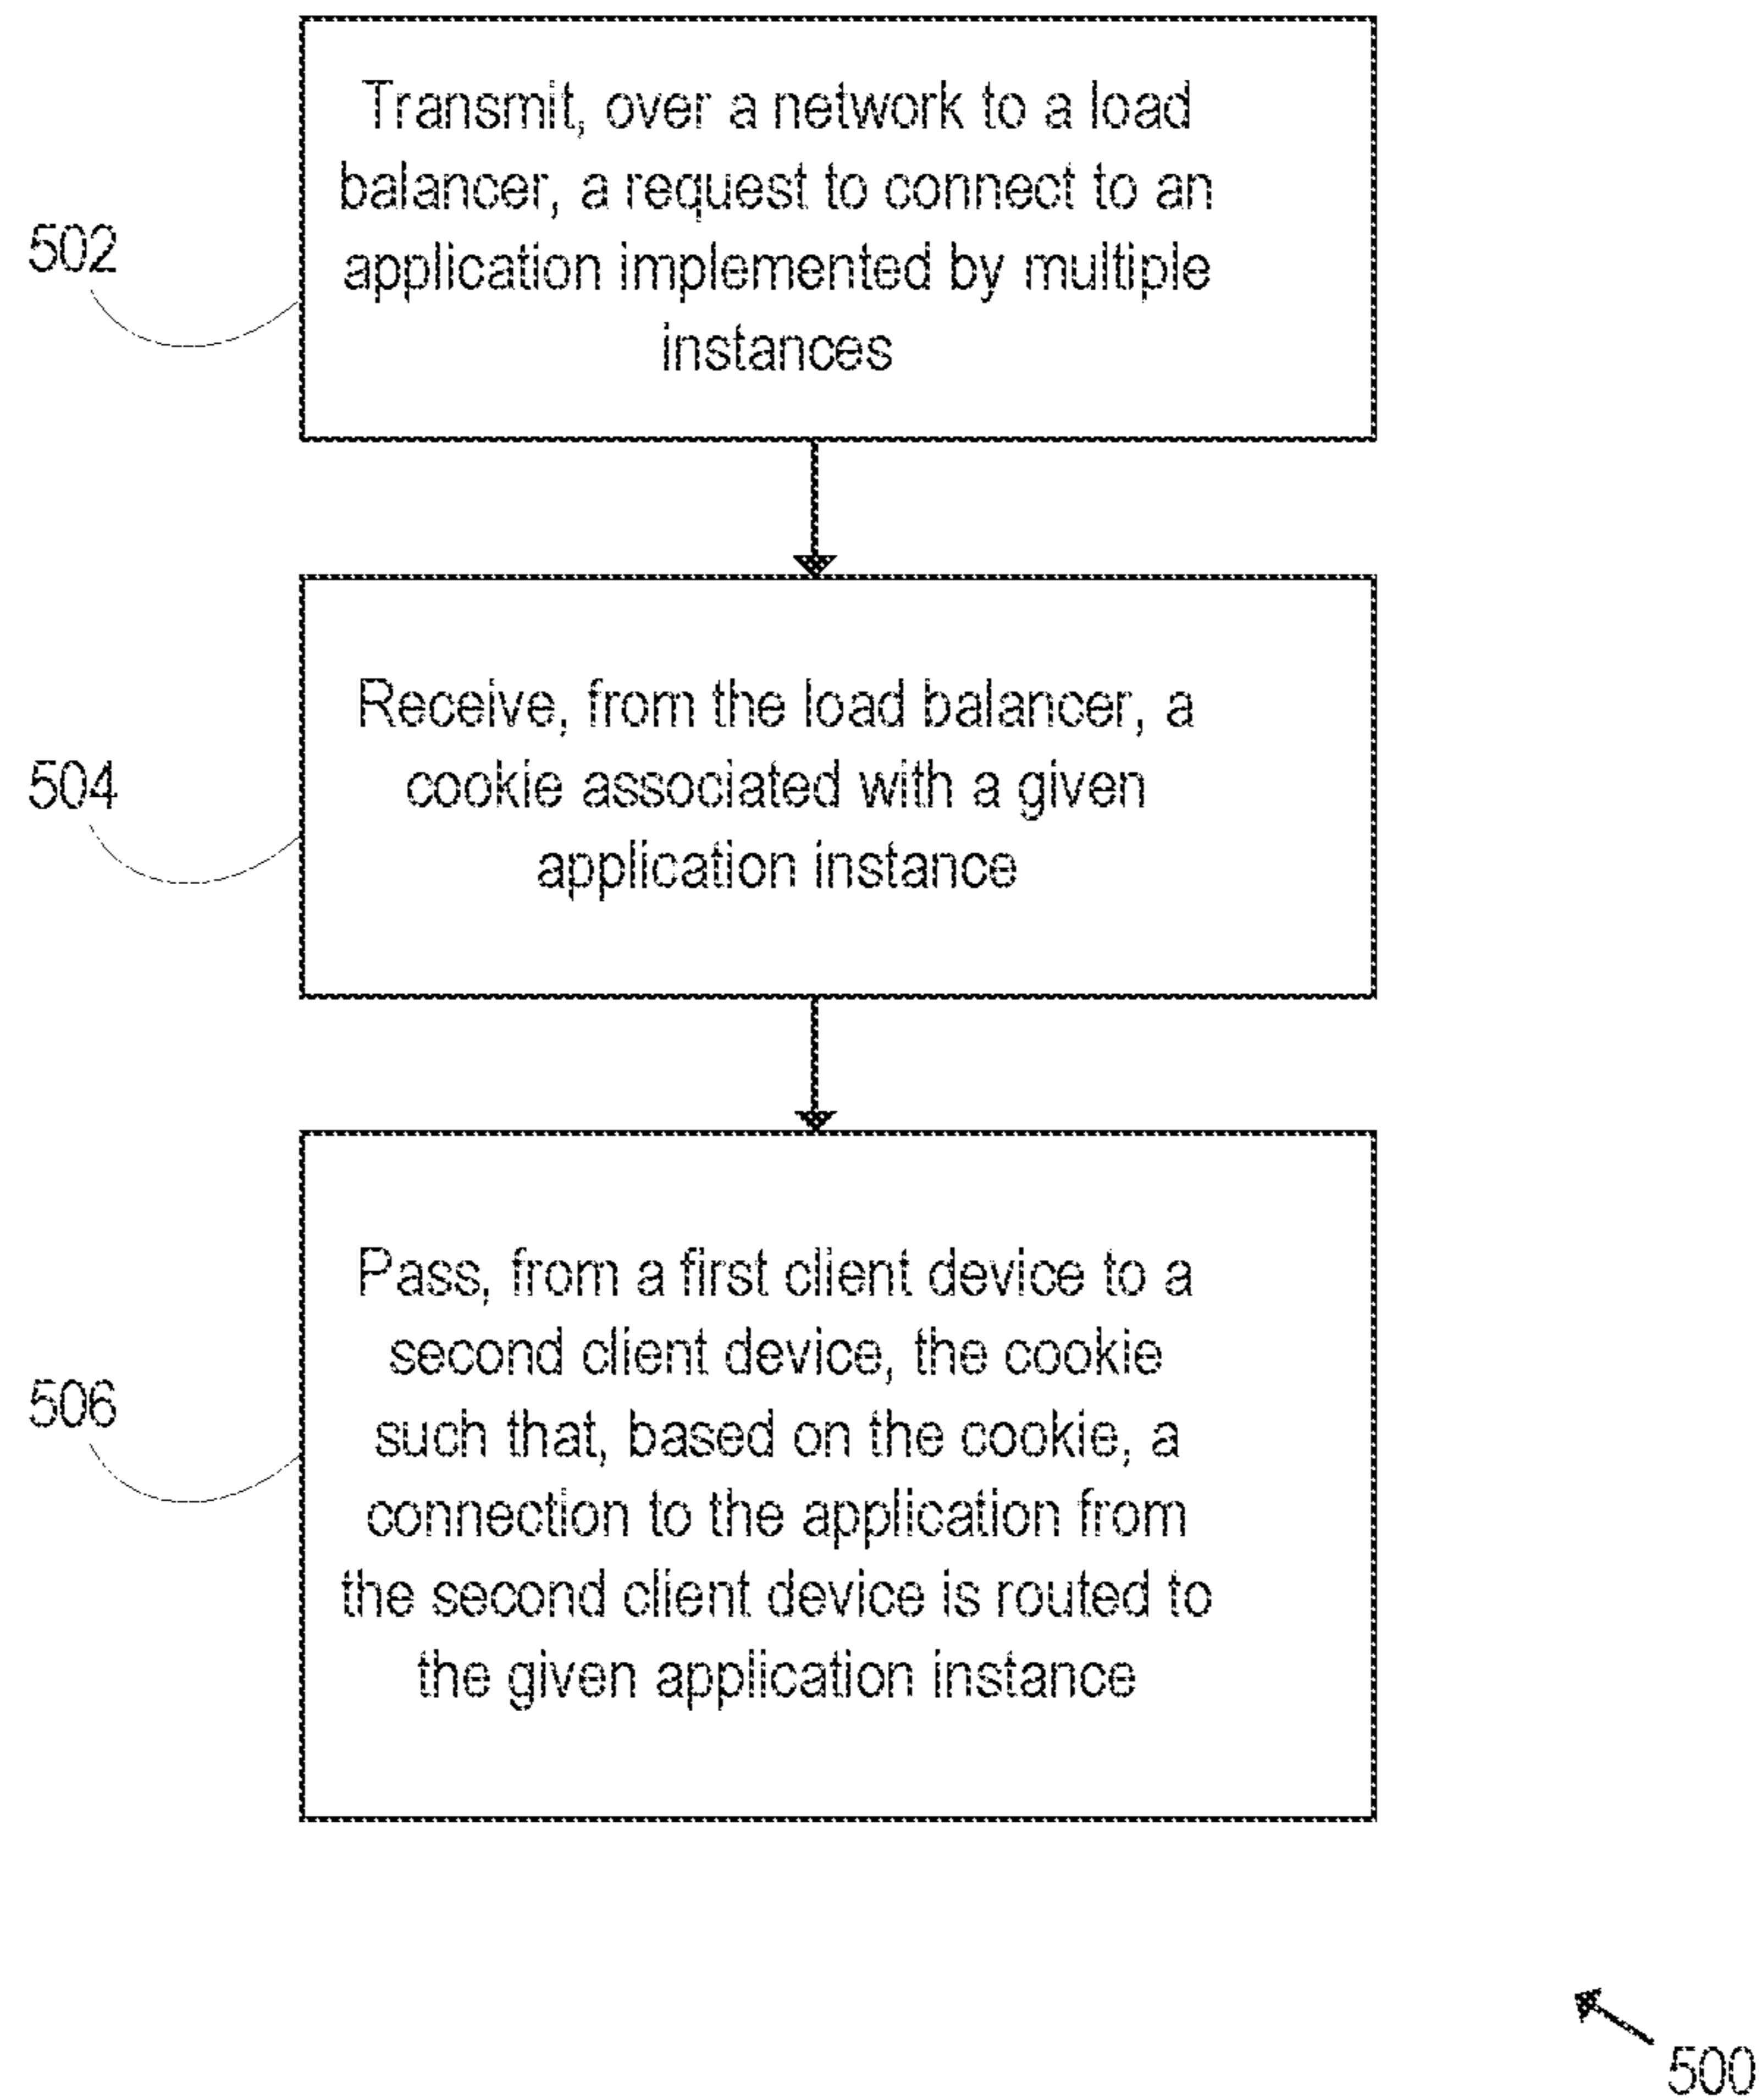 Transmit, over a network to a load
balancer, a request to connect to an
application implemented by multiple
instances
502
Receive, from the load balancer, a
cookie associated with a given
application instance
504
Pass, from a first client device to a
second client device, the cookie
such that, based on the cookie, a
connection to the application from
the second client device is routed to
the given application instance
506
500